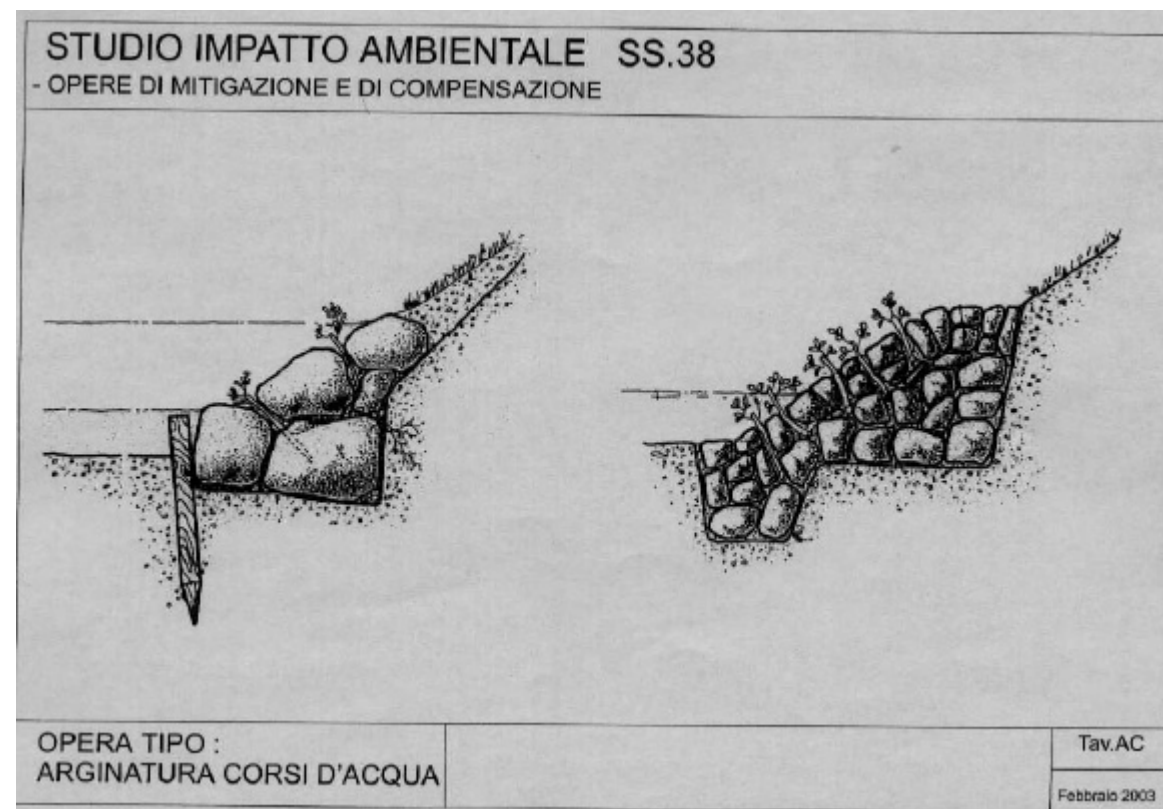 STUDIO IMPATTO AMBIENTALE SS.38
- OPERE DI MITIGAZIONE E DI COMPENSAZIONE
OPERA TIPO :
ARGINATURA CORSI D'ACQUA
Tav.AC
Febbraio 2003